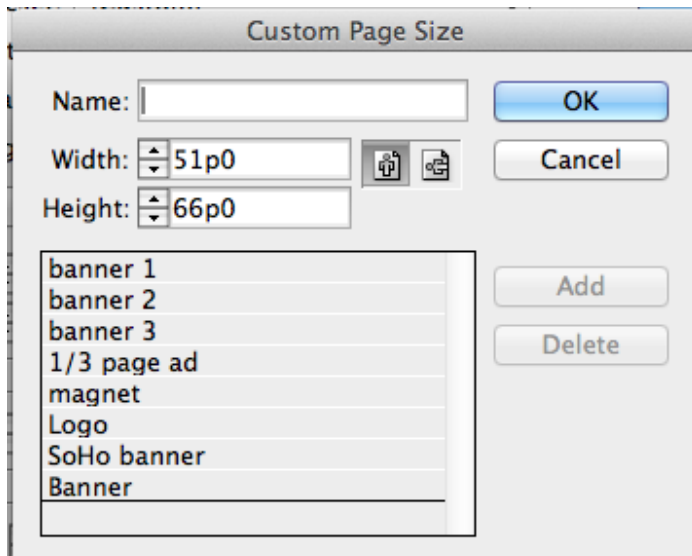 Custom Page Size
Name:
OK
Width: 51p0
Cancel
Height: 66p0
banner 1
banner 2
banner 3
1/3 page ad
magnet
Logo
SoHo banner
Banner
Add
Delete